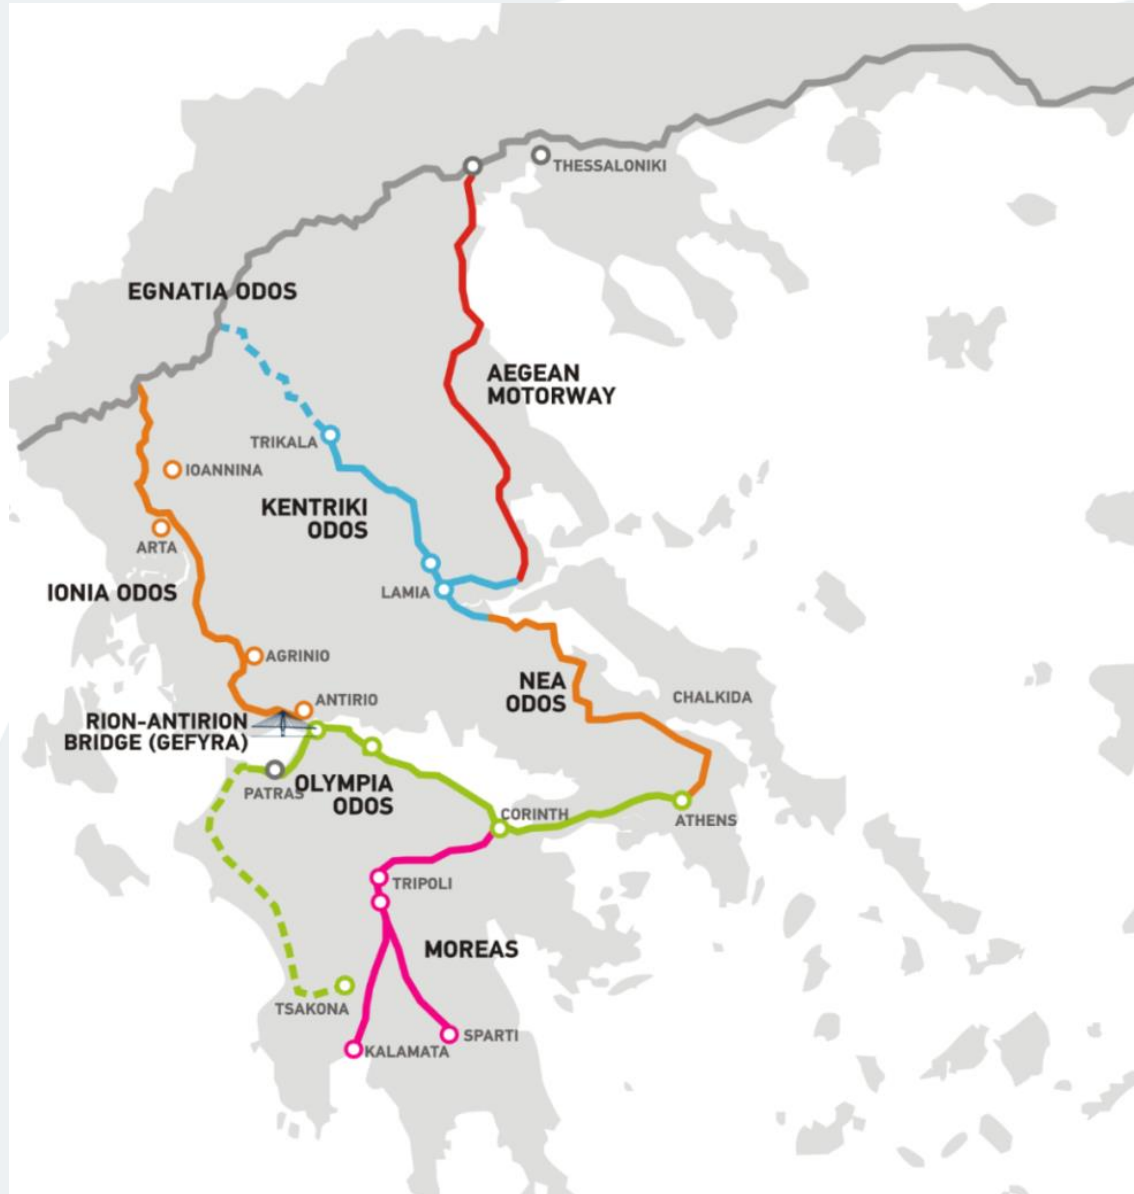 THESSALONIKI
EGNATIA ODOS
AEGEAN
MOTORWAY
TRIKALA
IOANNINA
KENTRIKI
ODOS
ARTA
IONIA ODOS
LAMIA
AGRINIO
NEA
ODOS
CHALKIDA
ANTIRIO
RION-ANTIRION
BRIDGE (GEFYRA)
PATRAS
OLYMPIA
ODOS
CORINTH
ATHENS
TRIPOLI
MOREAS
TSAKONA
SPARTI
KALAMATA